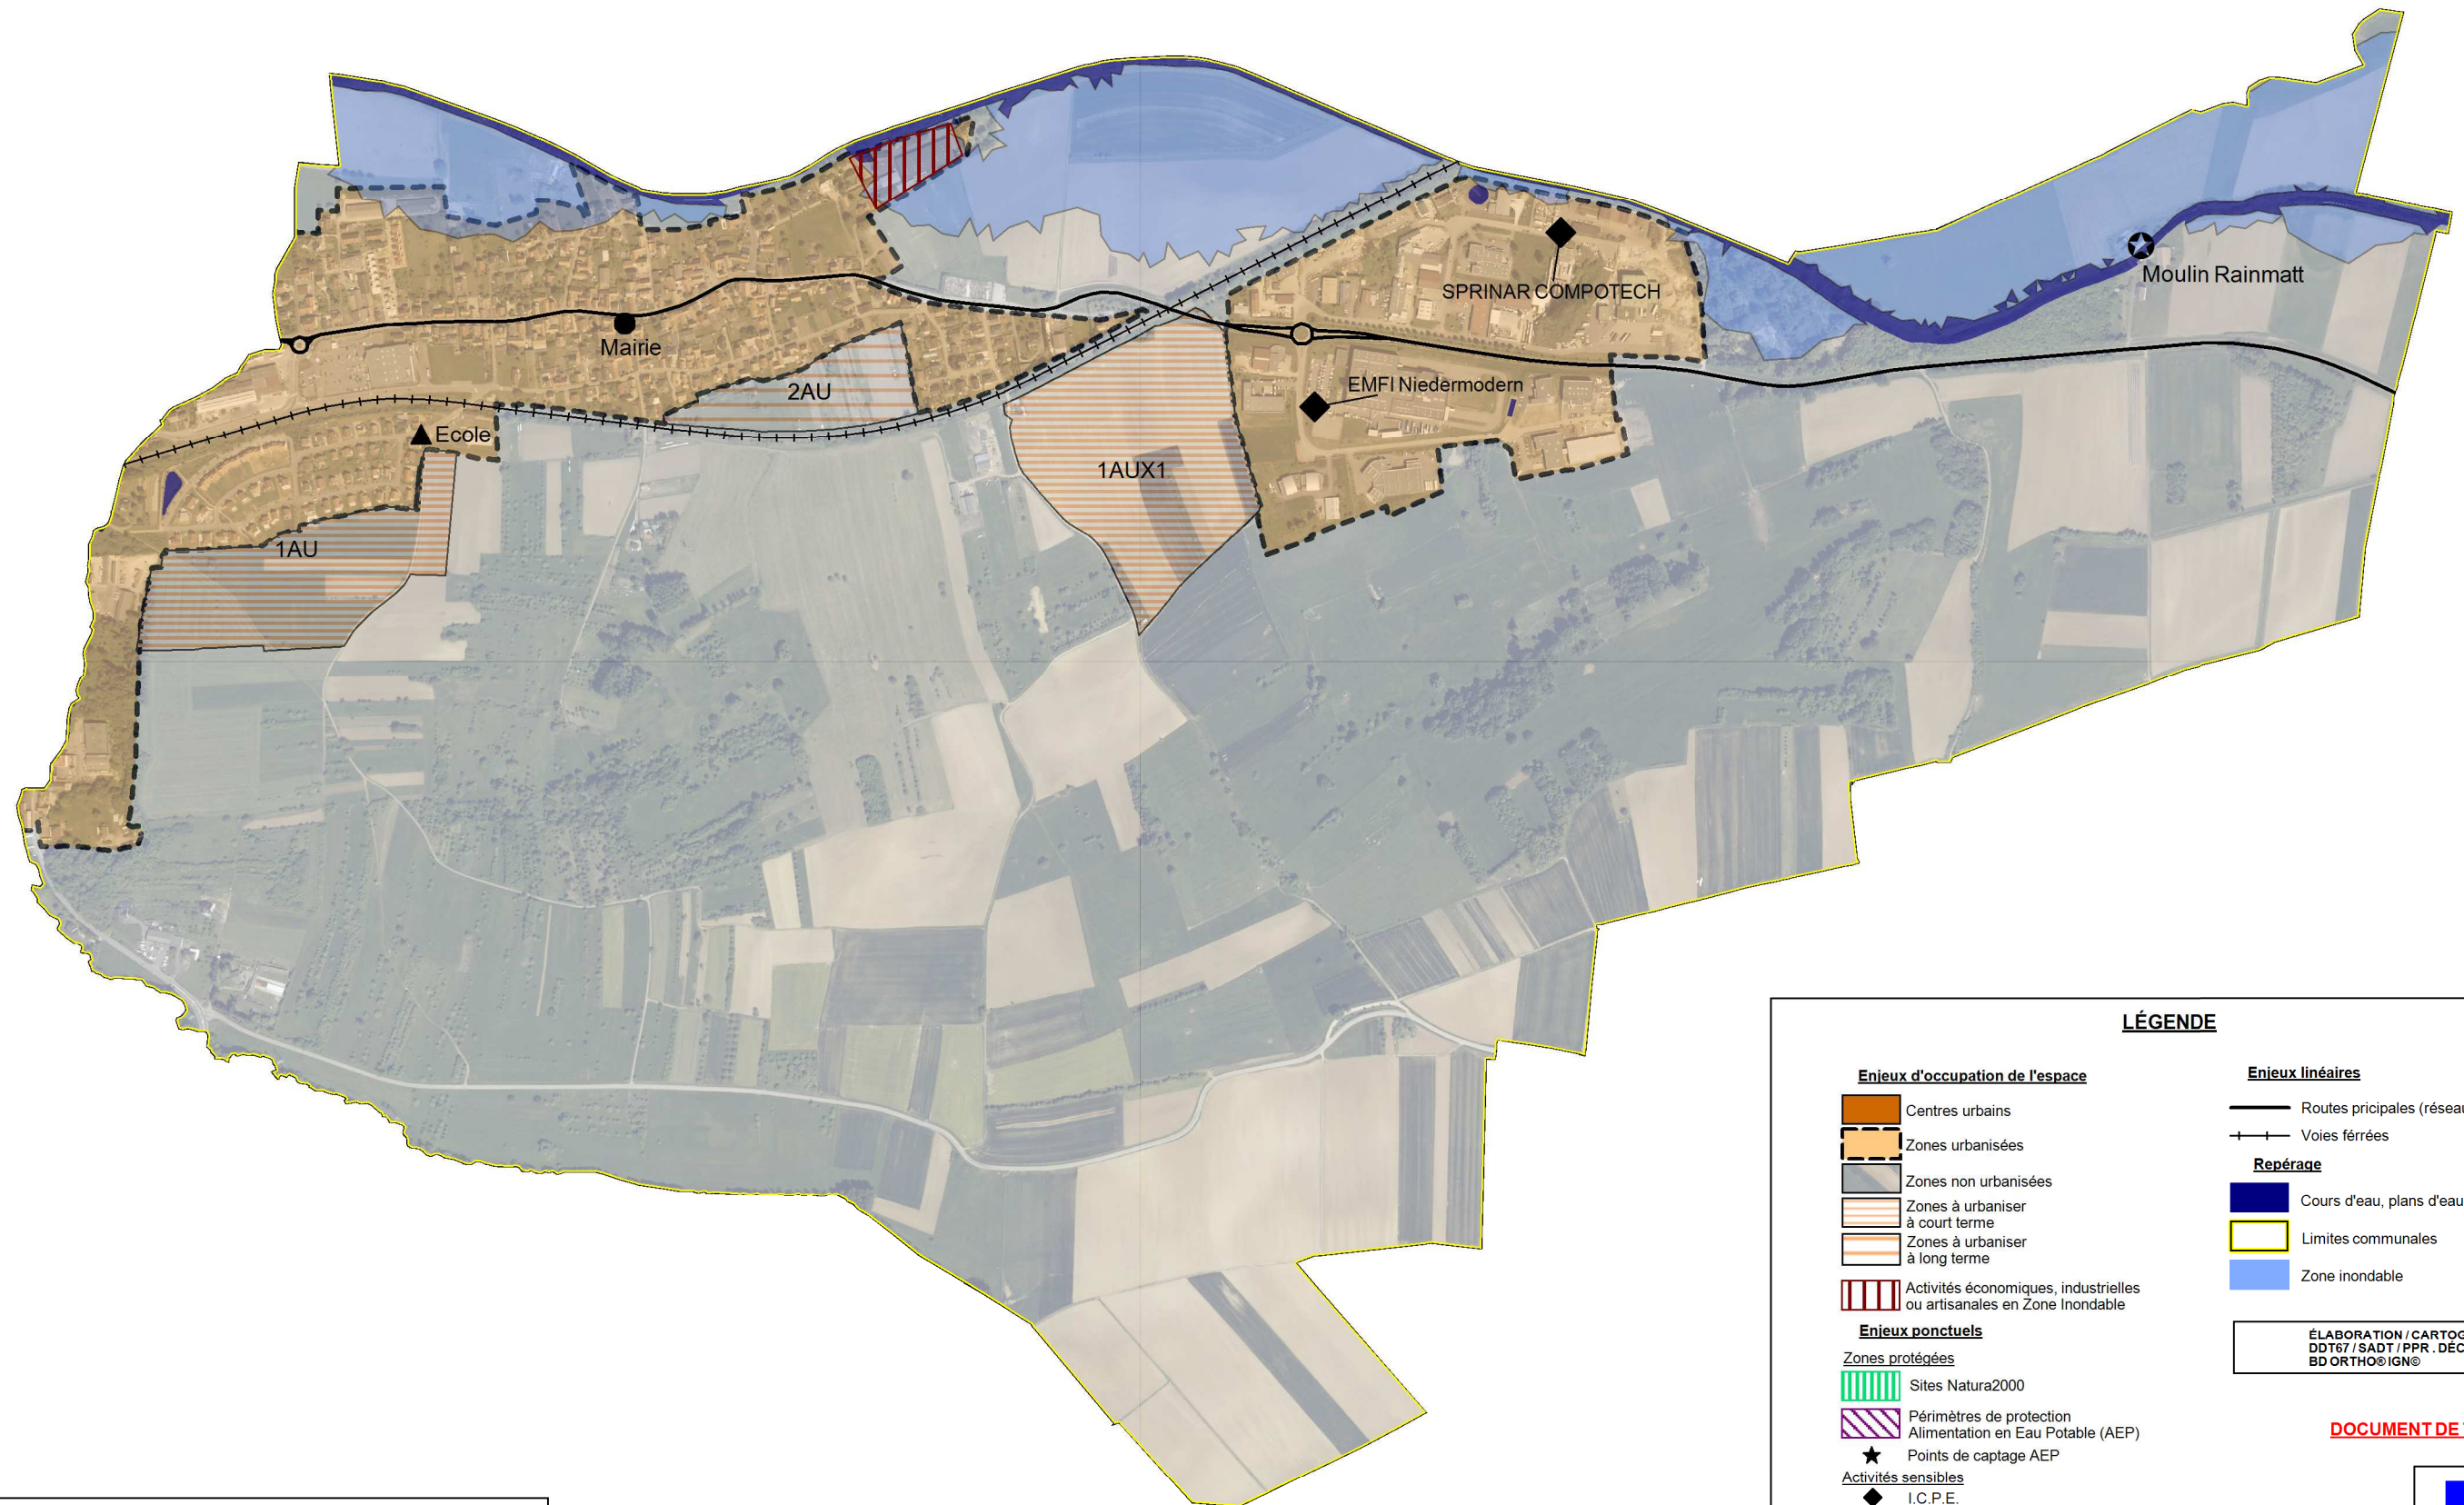 SPRINAR COMPOTECH
Moulin Rainmatt
Mairie
EMFI Niedermodern
2AU
Ecole
1AUX1
1AU
LÉGENDE
Enjeux d'occupation de l'espace
Centres urbains
Zones urbanisées
Zones non urbanisées
Zones à urbaniser
à court terme
Zones à urbaniser
à long terme
Activités économiques, industrielles
ou artisanales en Zone Inondable
Enjeux ponctuels
Zones protégées
Sites Natura2000
Périmètres de protection
Alimentation en Eau Potable (AEP)
Points de captage AEP
Activités sensibles
I.C.P.E.
Enjeux linéaires
Routes pricipales (réseau
Voies férrées
Repérage
Cours d'eau, plans d'eau
Limites communales
Zone inondable
ÉLABORATION / CARTOG
DDT67 / SADT / PPR . DÉC
BD ORTHO® IGN©
DOCUMENT DE